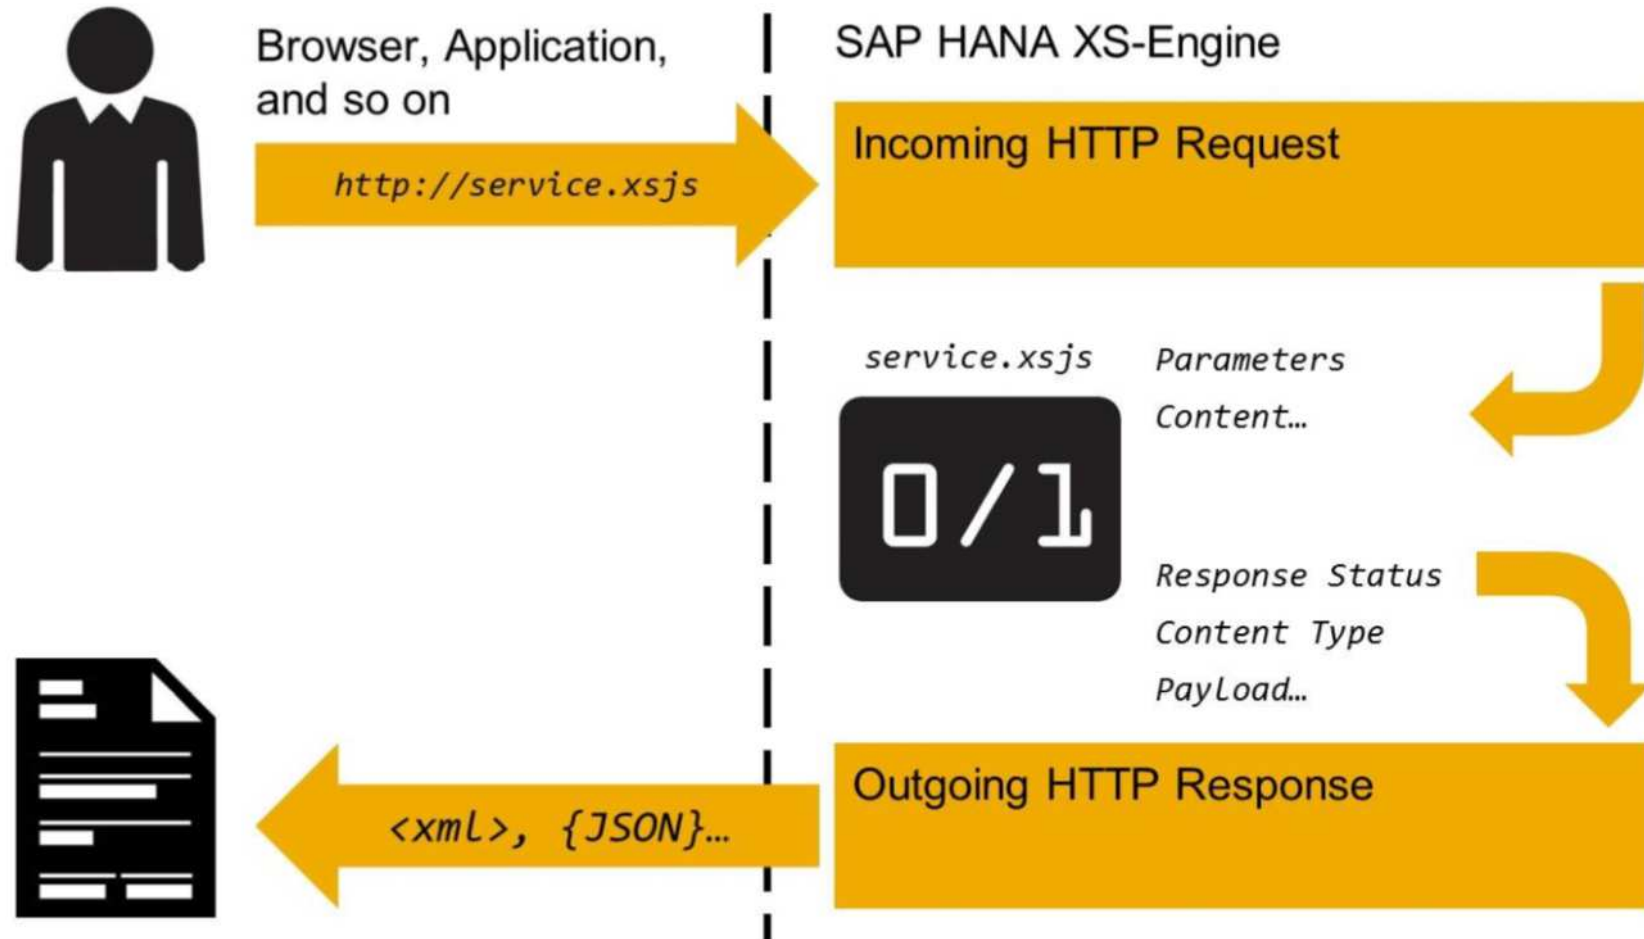 Browser, Application,
and so on
SAP HANA XS-Engine
http://service.xsjs
Incoming HTTP Request
service.xsjs
Parameters
Content…
0/1
Response Status
Content Type
Payload…
<xml>, {JSON}…
Outgoing HTTP Response